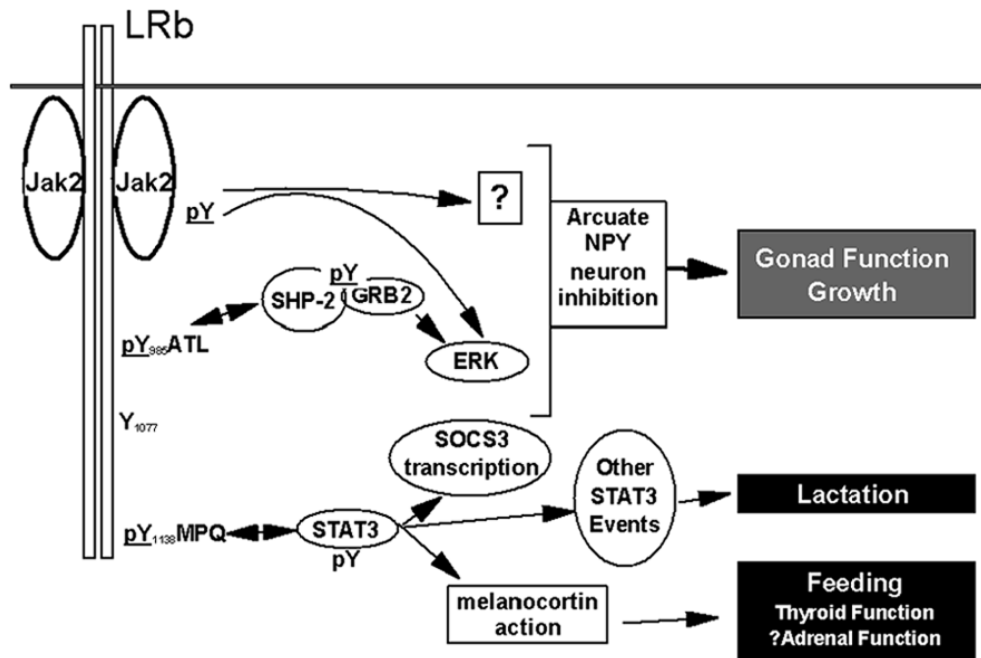 LRb
Jak2
Jak2
pY
?
Arcuate
NPY
neuron
inhibition
Gonad Function
Growth
pY
SHP-2
GRB2
pY985ATL
ERK
Y1077
SOCS3
transcription
Other
STAT3
Events
Lactation
pY1138MPQ
STAT3
pY
melanocortin
action
Feeding
Thyroid Function
?Adrenal Function